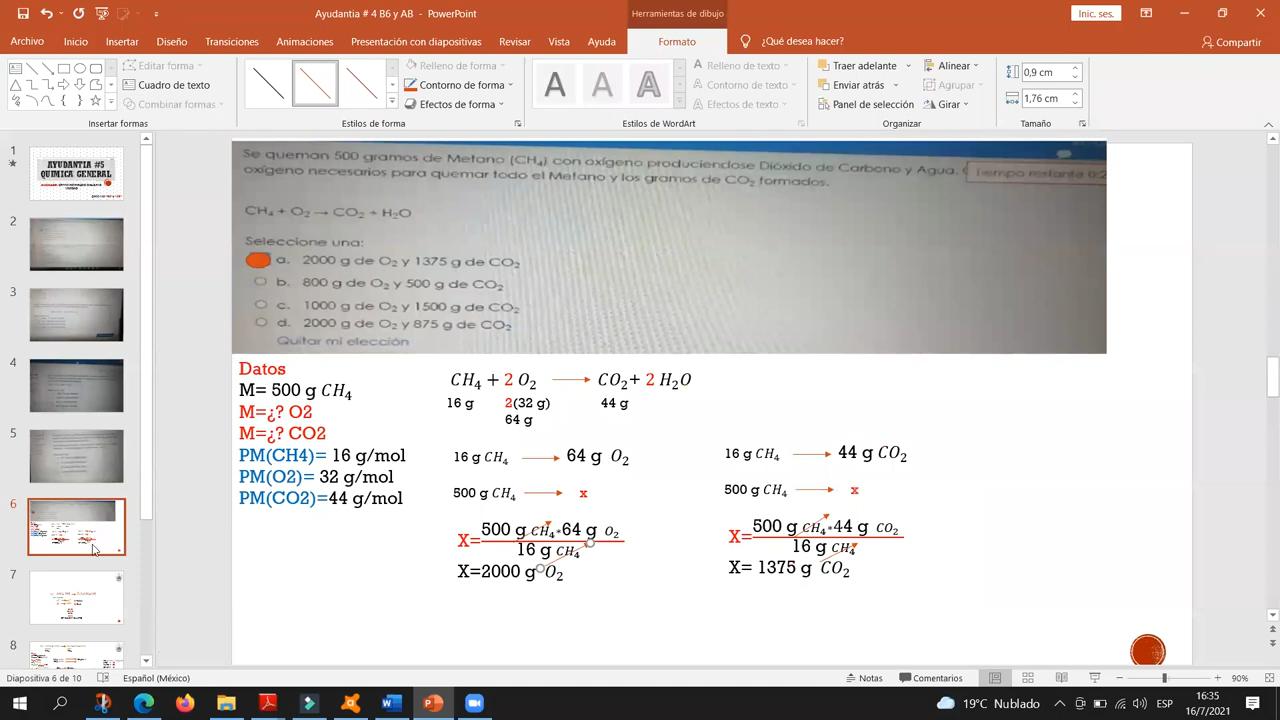 Ayudantia # 4 B6 y AB - PowerPoint
Herramientas de dibujo
Inic. ses.
Archivo Inicio Insertar Diseño Transiciones Animaciones Presentación con diapositivas Revisar Vista Ayuda Formato ¿Qué desea hacer? Compartir
Editar forma
Cuadro de texto
Combinar formas
Insertar formas
Relleno de forma
Contorno de forma
Efectos de forma
Estilos de forma
Relleno de texto
Contorno de texto
Efectos de texto
Estilos de WordArt
Traer adelante
Enviar atrás
Panel de selección
Alinear
Agrupar
Girar
Organizar
0,9 cm
1,76 cm
Tamaño
1
AYUDANTIA #5
QUIMICA GENERAL
2
3
4
5
6
8
Se queman 500 gramos de Metano (CH₄) con oxígeno produciendose Dióxido de Carbono y Agua.
Tiempo restante 0:2
oxígeno necesarios para quemar todo el Metano y los gramos de CO₂ formados.
CH₄ + O₂ → CO₂ + H₂O
Seleccione una:
a. 2000 g de O₂ y 1375 g de CO₂
b. 800 g de O₂ y 500 g de CO₂
c. 1000 g de O₂ y 1500 g de CO₂
d. 2000 g de O₂ y 875 g de CO₂
Quitar mi elección
Datos
M= 500 g CH₄
M=¿? O2
M=¿? CO2
PM(CH4)= 16 g/mol
PM(O2)= 32 g/mol
PM(CO2)=44 g/mol
CH₄ + 2 O₂ → CO₂+ 2 H₂O
16 g 2(32 g) 44 g
64 g
16 g CH₄ → 64 g O₂
500 g CH₄ → x
X= 500 g CH₄*64 g O₂
16 g CH₄
X=2000 g O₂
16 g CH₄ → 44 g CO₂
500 g CH₄ → x
X= 500 g CH₄*44 g CO₂
16 g CH₄
X= 1375 g CO₂
Diapositiva 6 de 10 Español (México) Notas Comentarios 90%
19°C Nublado ESP 16:35
16/7/2021